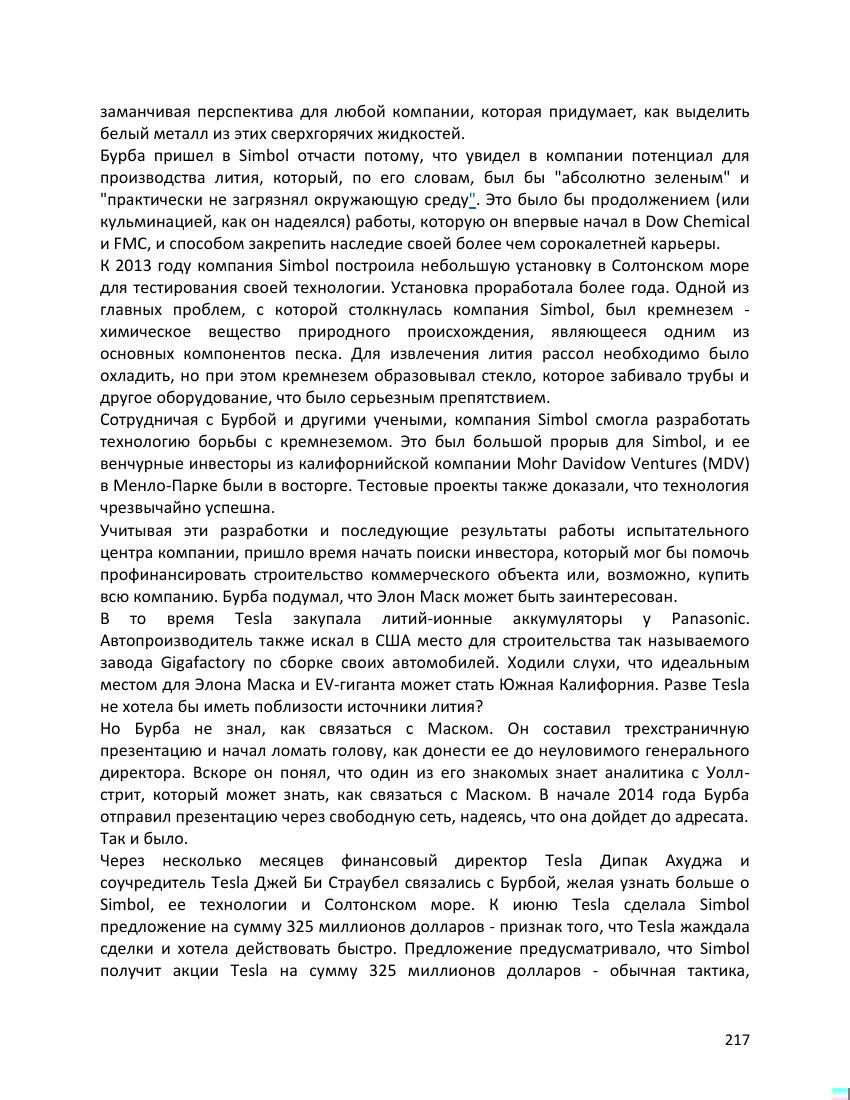 заманчивая перспектива для любой компании, которая придумает, как выделить
белый металл из этих сверхгорячих жидкостей.
Бурба пришел в Simbol отчасти потому, что увидел в компании потенциал для
производства лития, который, по его словам, был бы "абсолютно зеленым" и
"практически не загрязнял окружающую среду". Это было бы продолжением (или
кульминацией, как он надеялся) работы, которую он впервые начал в Dow Chemical
и FMC, и способом закрепить наследие своей более чем сорокалетней карьеры.
К 2013 году компания Simbol построила небольшую установку в Солтонском море
для тестирования своей технологии. Установка проработала более года. Одной из
главных проблем, с которой столкнулась компания Simbol, был кремнезем -
химическое вещество природного происхождения, являющееся одним из
основных компонентов песка. Для извлечения лития рассол необходимо было
охладить, но при этом кремнезем образовывал стекло, которое забивало трубы и
другое оборудование, что было серьезным препятствием.
Сотрудничая с Бурбой и другими учеными, компания Simbol смогла разработать
технологию борьбы с кремнеземом. Это был большой прорыв для Simbol, и ее
венчурные инвесторы из калифорнийской компании Mohr Davidow Ventures (MDV)
в Менло-Парке были в восторге. Тестовые проекты также доказали, что технология
чрезвычайно успешна.
Учитывая эти разработки и последующие результаты работы испытательного
центра компании, пришло время начать поиски инвестора, который мог бы помочь
профинансировать строительство коммерческого объекта или, возможно, купить
всю компанию. Бурба подумал, что Элон Маск может быть заинтересован.
В то время Tesla закупала литий-ионные аккумуляторы у Panasonic.
Автопроизводитель также искал в США место для строительства так называемого
завода Gigafactory по сборке своих автомобилей. Ходили слухи, что идеальным
местом для Элона Маска и EV-гиганта может стать Южная Калифорния. Разве Tesla
не хотела бы иметь поблизости источники лития?
Но Бурба не знал, как связаться с Маском. Он составил трехстраничную
презентацию и начал ломать голову, как донести ее до неуловимого генерального
директора. Вскоре он понял, что один из его знакомых знает аналитика с Уолл-
стрит, который может знать, как связаться с Маском. В начале 2014 года Бурба
отправил презентацию через свободную сеть, надеясь, что она дойдет до адресата.
Так и было.
Через несколько месяцев финансовый директор Tesla Дипак Ахуджа и
соучредитель Tesla Джей Би Страубел связались с Бурбой, желая узнать больше о
Simbol, ее технологии и Солтонском море. К июню Tesla сделала Simbol
предложение на сумму 325 миллионов долларов - признак того, что Tesla жаждала
сделки и хотела действовать быстро. Предложение предусматривало, что Simbol
получит акции Tesla на сумму 325 миллионов долларов - обычная тактика,
217